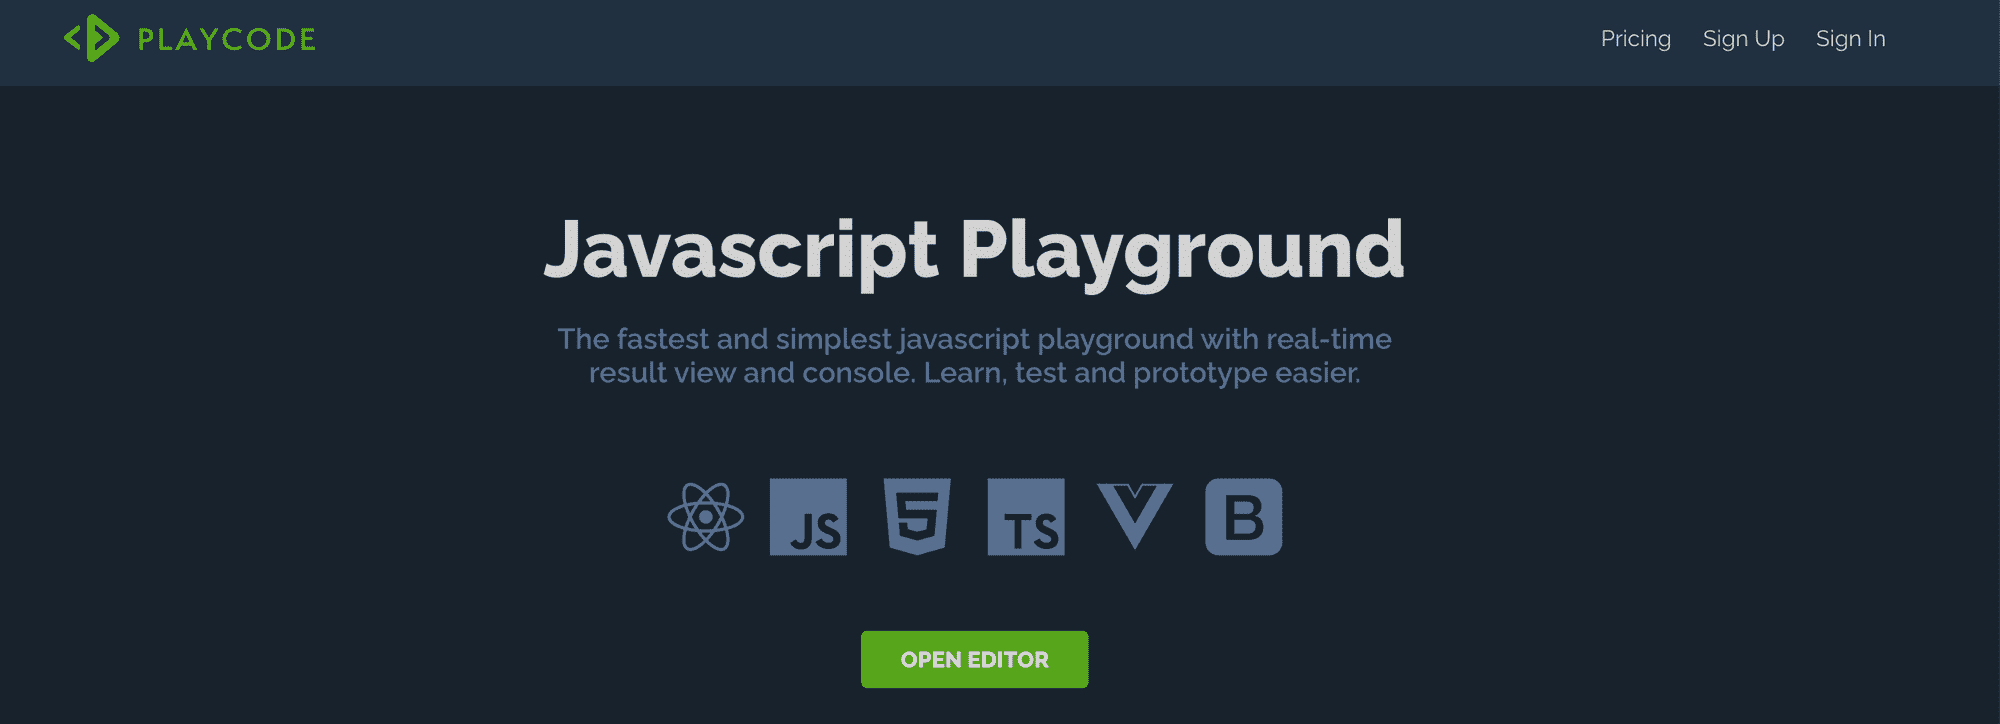 PLAYCODE
Pricing Sign Up Sign In
Javascript Playground
The fastest and simplest javascript playground with real-time
result view and console. Learn, test and prototype easier.
JS 5 TS B
OPEN EDITOR